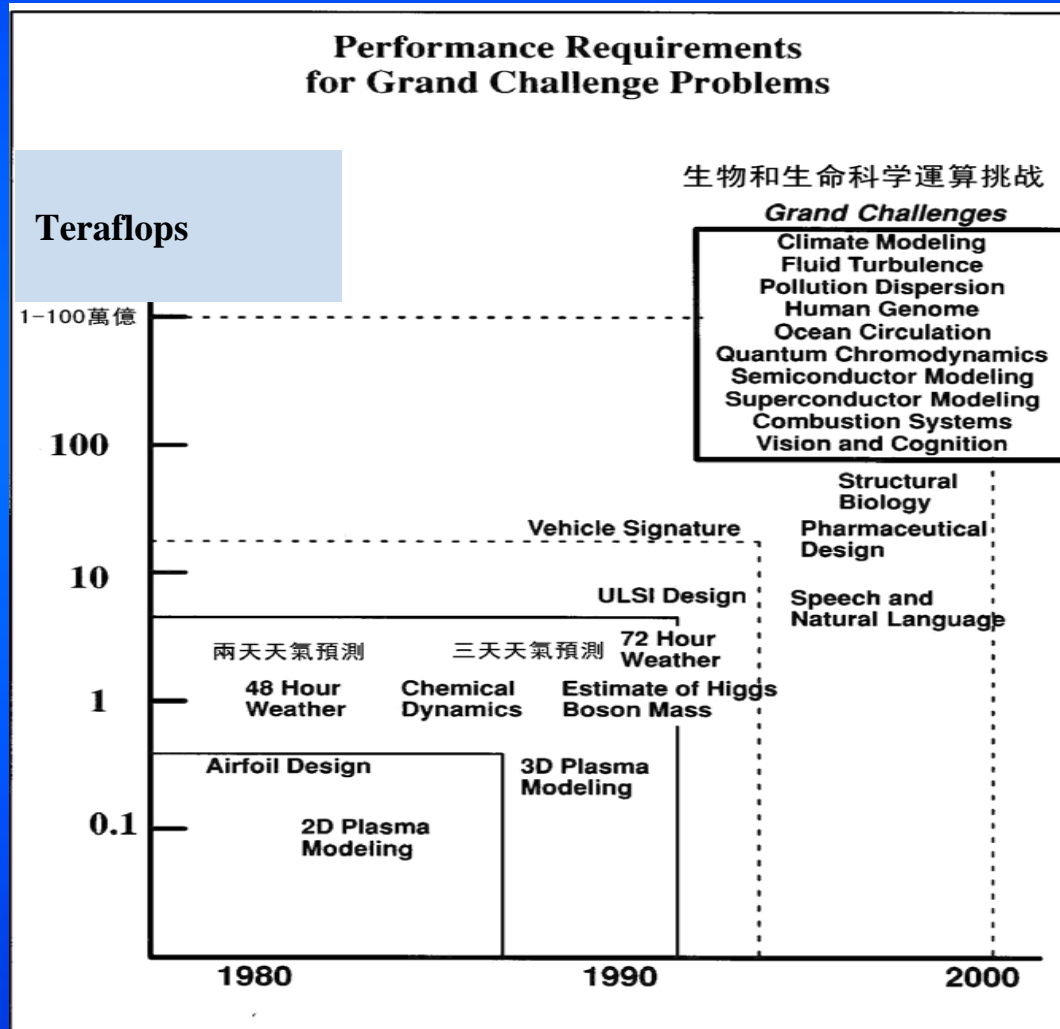 Performance Requirements
for Grand Challenge Problems
生物和生命科学運算挑战
Teraflops
Grand Challenges
Climate Modeling
Fluid Turbulence
Pollution Dispersion
Human Genome
Ocean Circulation
Quantum Chromodynamics
Semiconductor Modeling
Superconductor Modeling
Combustion Systems
Vision and Cognition
1-100萬億
100
Structural
Biology
Vehicle Signature
Pharmaceutical
Design
10
ULSI Design
Speech and
Natural Language
兩天天氣預測
三天天氣預測
72 Hour
Weather
1
48 Hour
Weather
Chemical
Dynamics
Estimate of Higgs
Boson Mass
Airfoil Design
3D Plasma
Modeling
0.1
2D Plasma
Modeling
1980
1990
2000